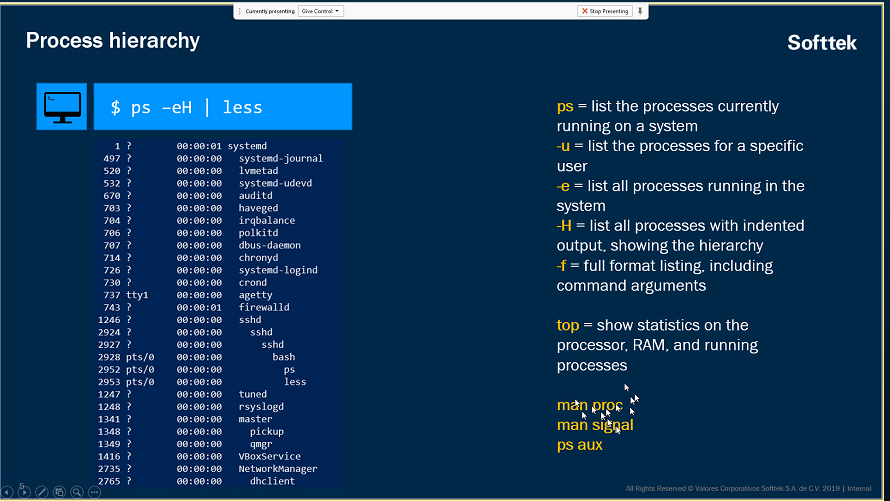 Currently presenting Give Control Stop Presenting
Process hierarchy
Softtek
$ ps –eH | less
1 ? 00:00:01 systemd
497 ? 00:00:00 systemd-journal
520 ? 00:00:00 lvmetad
532 ? 00:00:00 systemd-udevd
670 ? 00:00:00 auditd
703 ? 00:00:00 haveged
704 ? 00:00:00 irqbalance
706 ? 00:00:00 polkitd
707 ? 00:00:00 dbus-daemon
714 ? 00:00:00 chronyd
726 ? 00:00:00 systemd-logind
730 ? 00:00:00 crond
737 tty1 00:00:00 agetty
743 ? 00:00:01 firewalld
1246 ? 00:00:00 sshd
2924 ? 00:00:00 sshd
2927 ? 00:00:00 sshd
2928 pts/0 00:00:00 bash
2952 pts/0 00:00:00 ps
2953 pts/0 00:00:00 less
1247 ? 00:00:00 tuned
1248 ? 00:00:00 rsyslogd
1341 ? 00:00:00 master
1348 ? 00:00:00 pickup
1349 ? 00:00:00 qmgr
1416 ? 00:00:00 VBoxService
2735 ? 00:00:00 NetworkManager
2765 ? 00:00:00 dhclient
ps = list the processes currently
running on a system
-u = list the processes for a specific
user
-e = list all processes running in the
system
-H = list all processes with indented
output, showing the hierarchy
-f = full format listing, including
command arguments
top = show statistics on the
processor, RAM, and running
processes
man proc
man signal
ps aux
5
All Rights Reserved © Valores Corporativos Softtek S.A. de C.V. 2019 | Internal